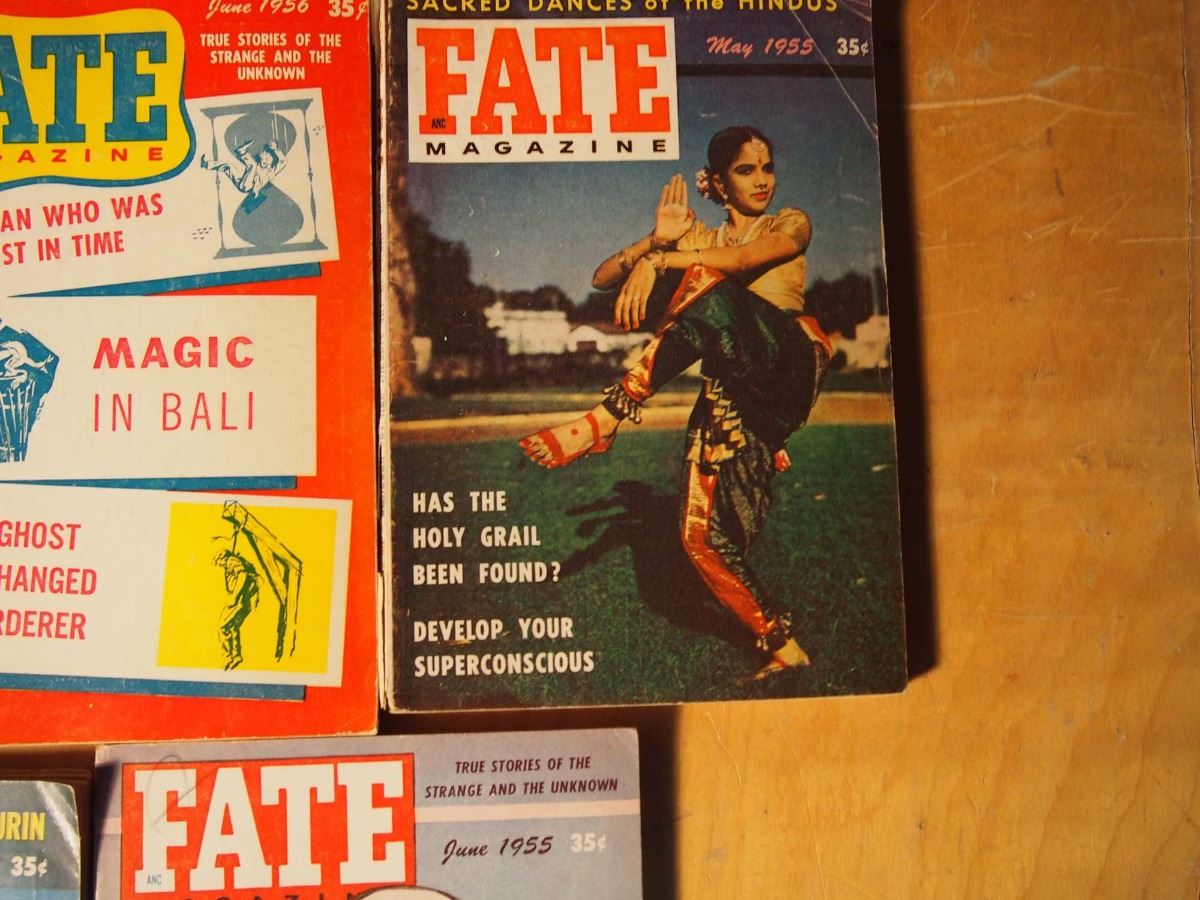 June 1956 35¢
ATE
TRUE STORIES OF THE
STRANGE AND THE
UNKNOWN
AZINE
AN WHO WAS
ST IN TIME
MAGIC
IN BALI
GHOST
HANGED
RDERER
SACRED DANCES of the HINDUS
FATE
May 1955 35¢
ANC
MAGAZINE
HAS THE
HOLY GRAIL
BEEN FOUND?
DEVELOP YOUR
SUPERCONSCIOUS
URIN
35¢
FATE
TRUE STORIES OF THE
STRANGE AND THE UNKNOWN
June 1955 35¢
ANC